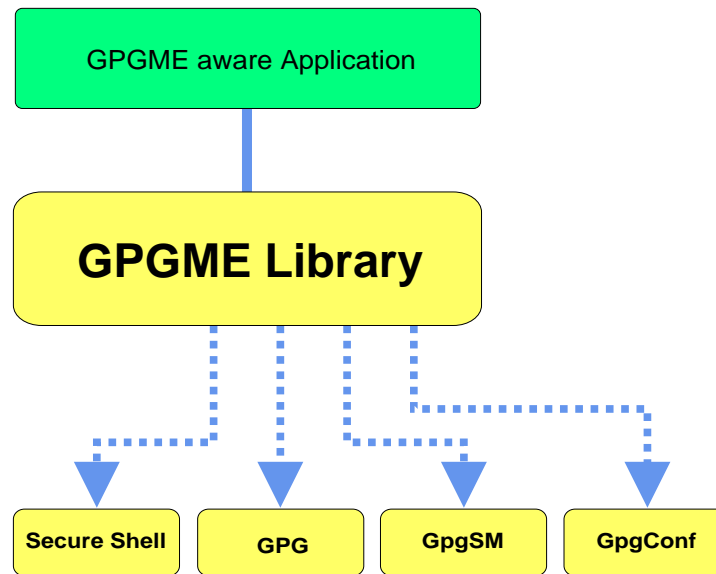 GPGME aware Application
GPGME Library
Secure Shell
GPG
GpgSM
GpgConf